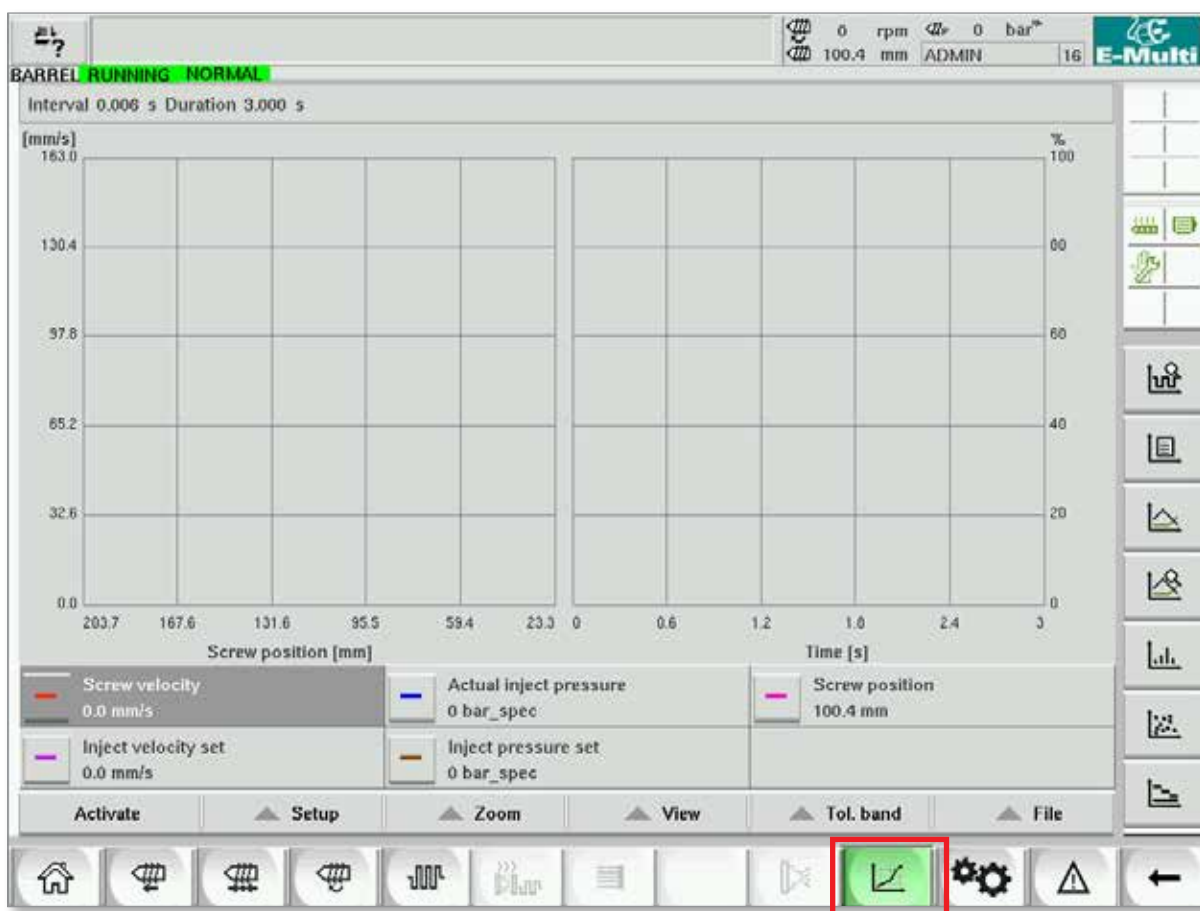 ?
0 rpm 0 bar
100.4 mm ADMIN 16
E-Multi
BARREL RUNNING NORMAL
Interval 0.006 s Duration 3.000 s
[mm/s] %
163.0 100
130.4 80
97.8 60
65.2 40
32.6 20
0.0 0
203.7 167.6 131.6 95.5 59.4 23.3 0 0.6 1.2 1.8 2.4 3
Screw position [mm] Time [s]
Screw velocity Actual inject pressure Screw position
0.0 mm/s 0 bar_spec 100.4 mm
Inject velocity set Inject pressure set
0.0 mm/s 0 bar_spec
Activate Setup Zoom View Tol. band File